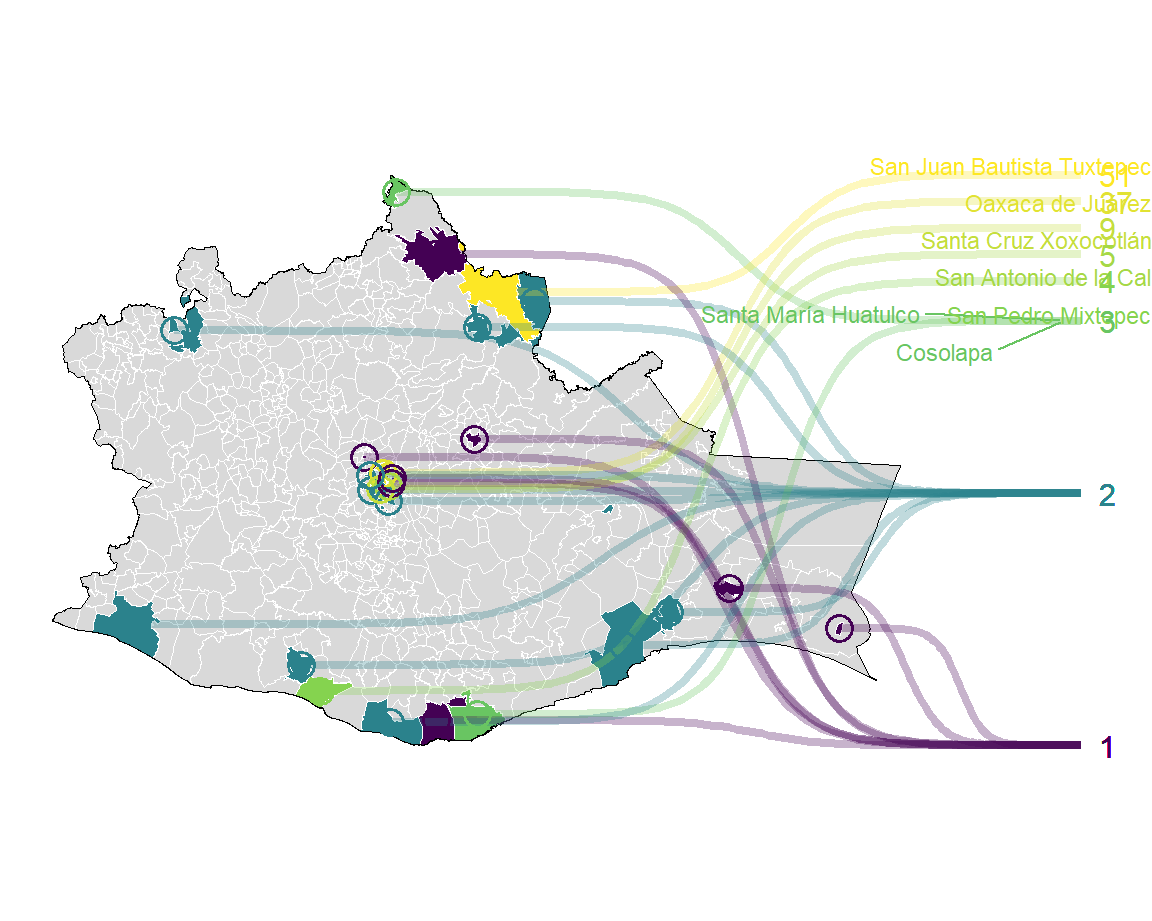 San Juan Bautista Tuxtepec
51
Oaxaca de Juárez
37
9
Santa Cruz Xoxocotlán
5
San Antonio de la Cal
4
Santa María Huatulco
San Pedro Mixtepec
3
Cosolapa
2
1